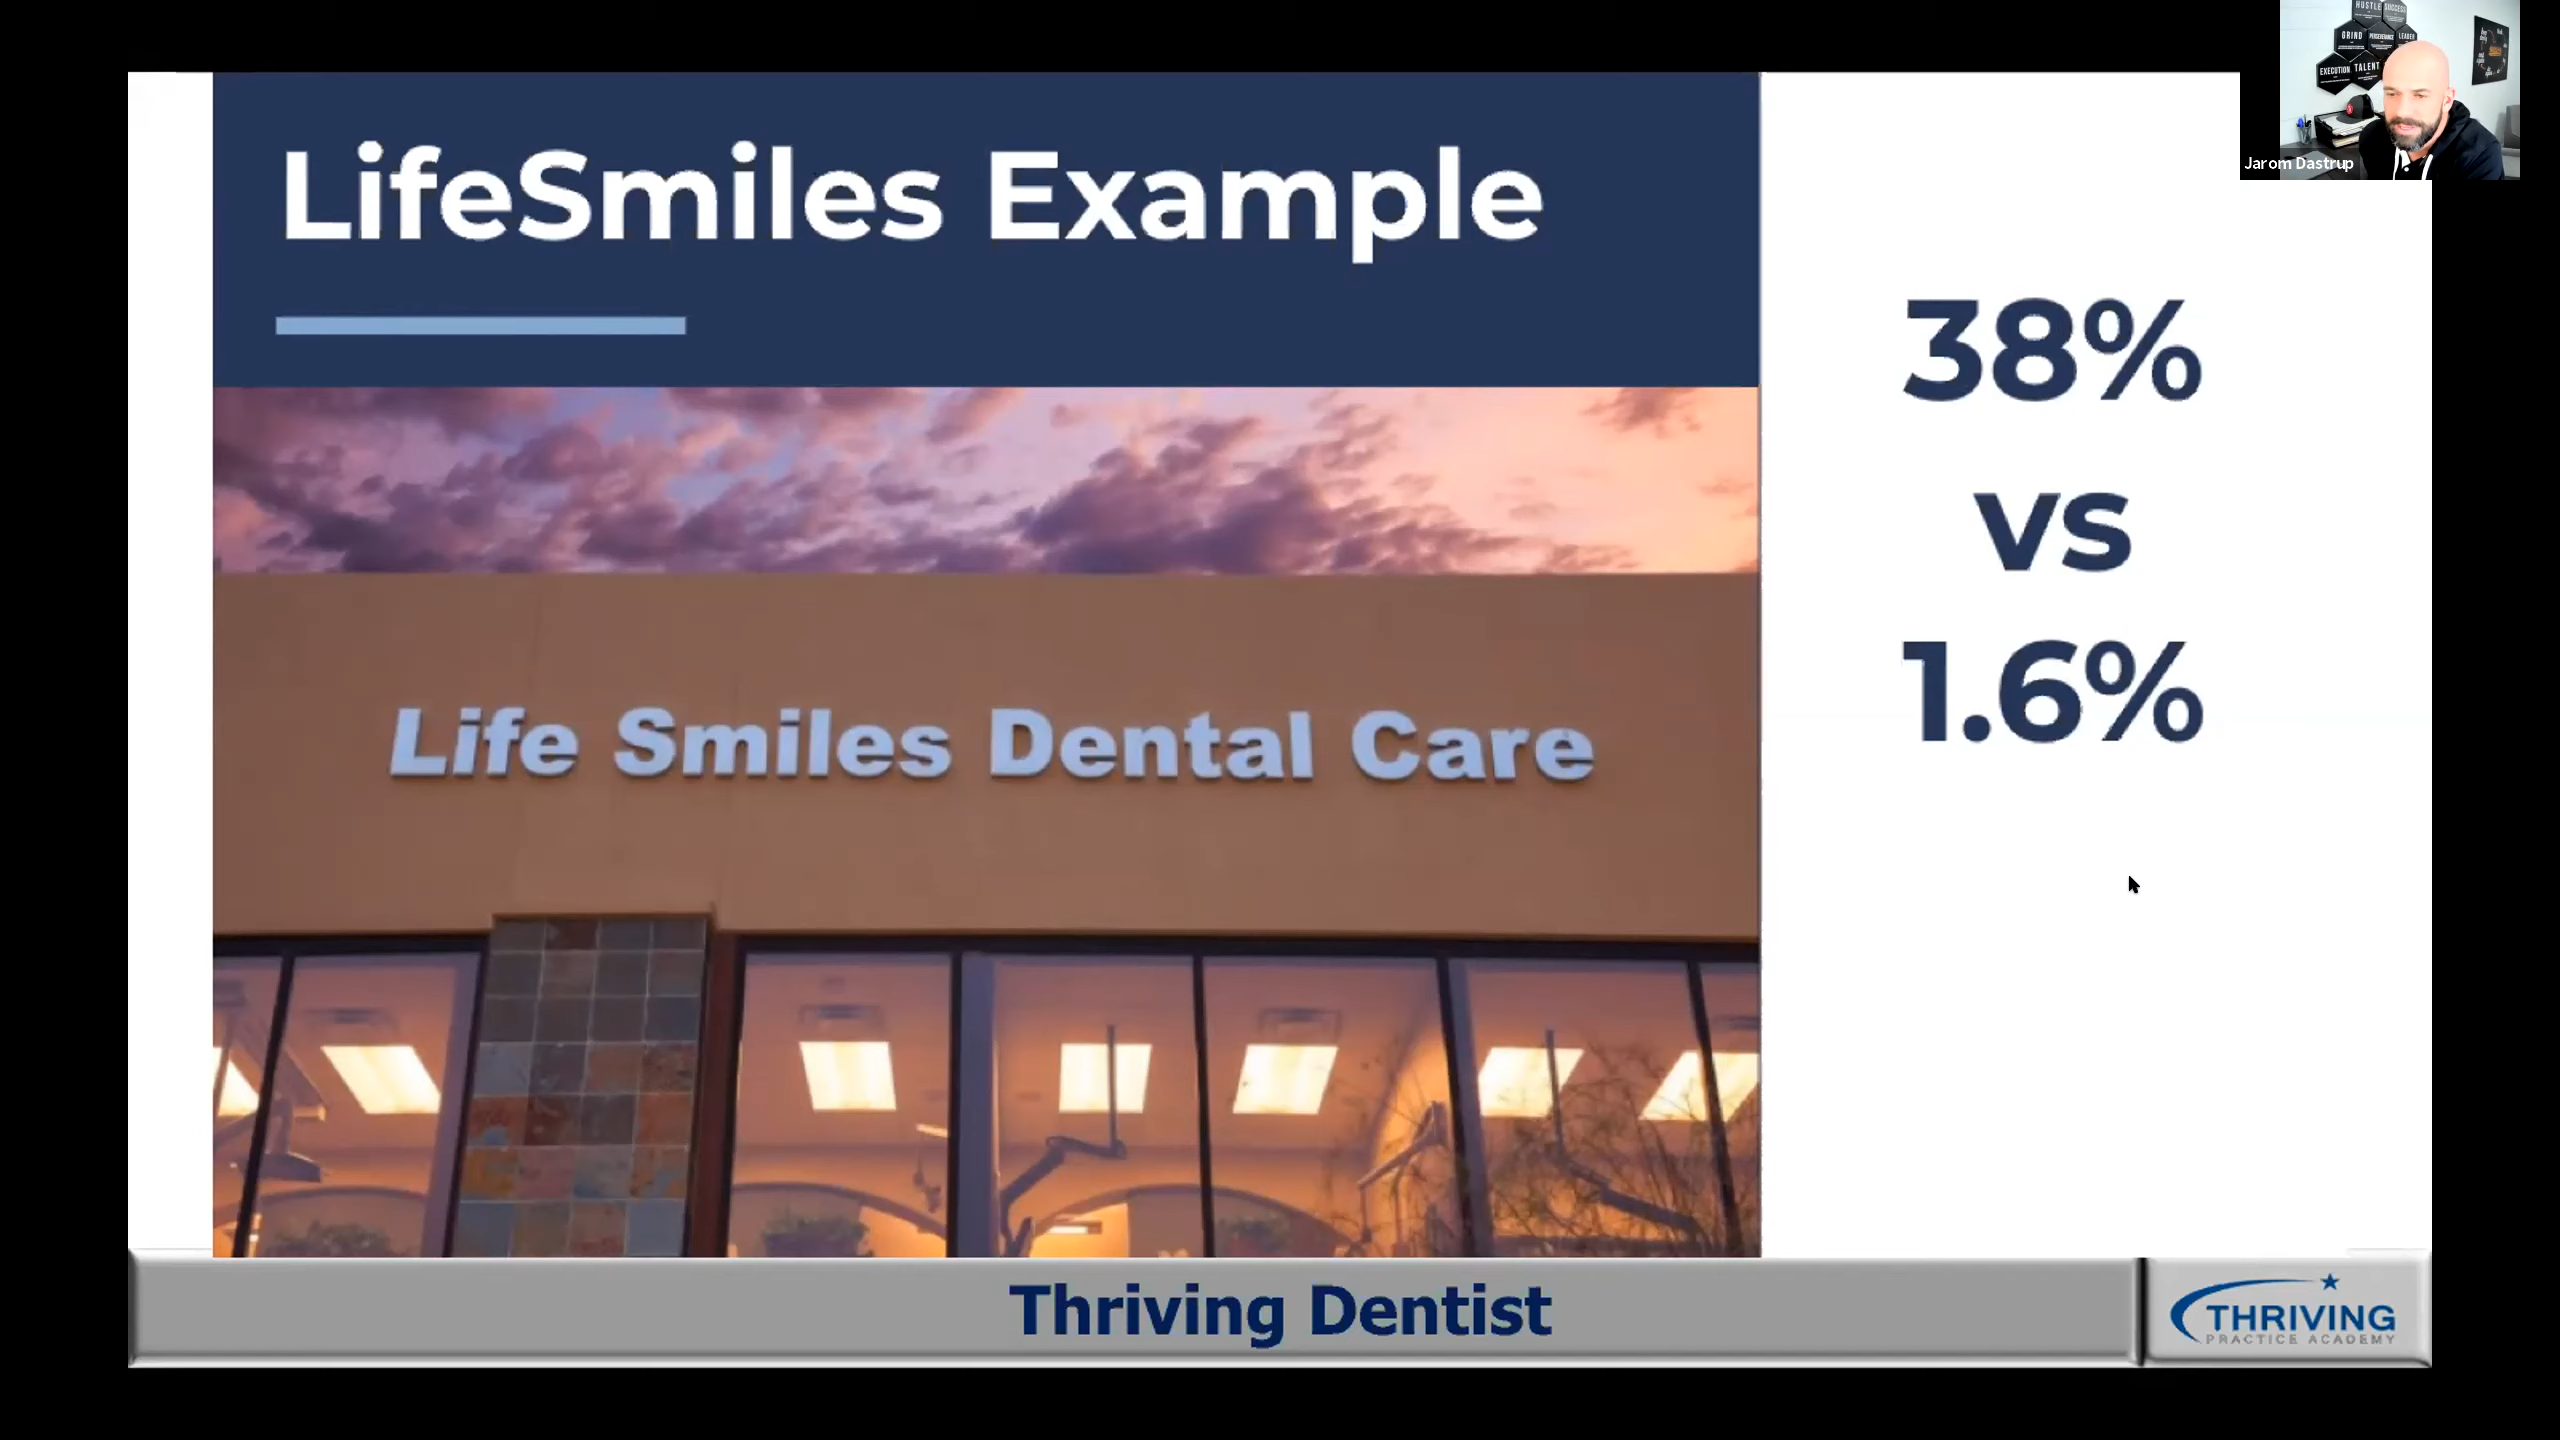 LifeSmiles Example
38%
vs
1.6%
Life Smiles Dental Care
Thriving Dentist
THRIVING
PRACTICE ACADEMY
HUSTLE
SUCCESS
GRIND
PERSEVERANCE
LEADER
EXECUTION
TALENT
Jarom Dastrup